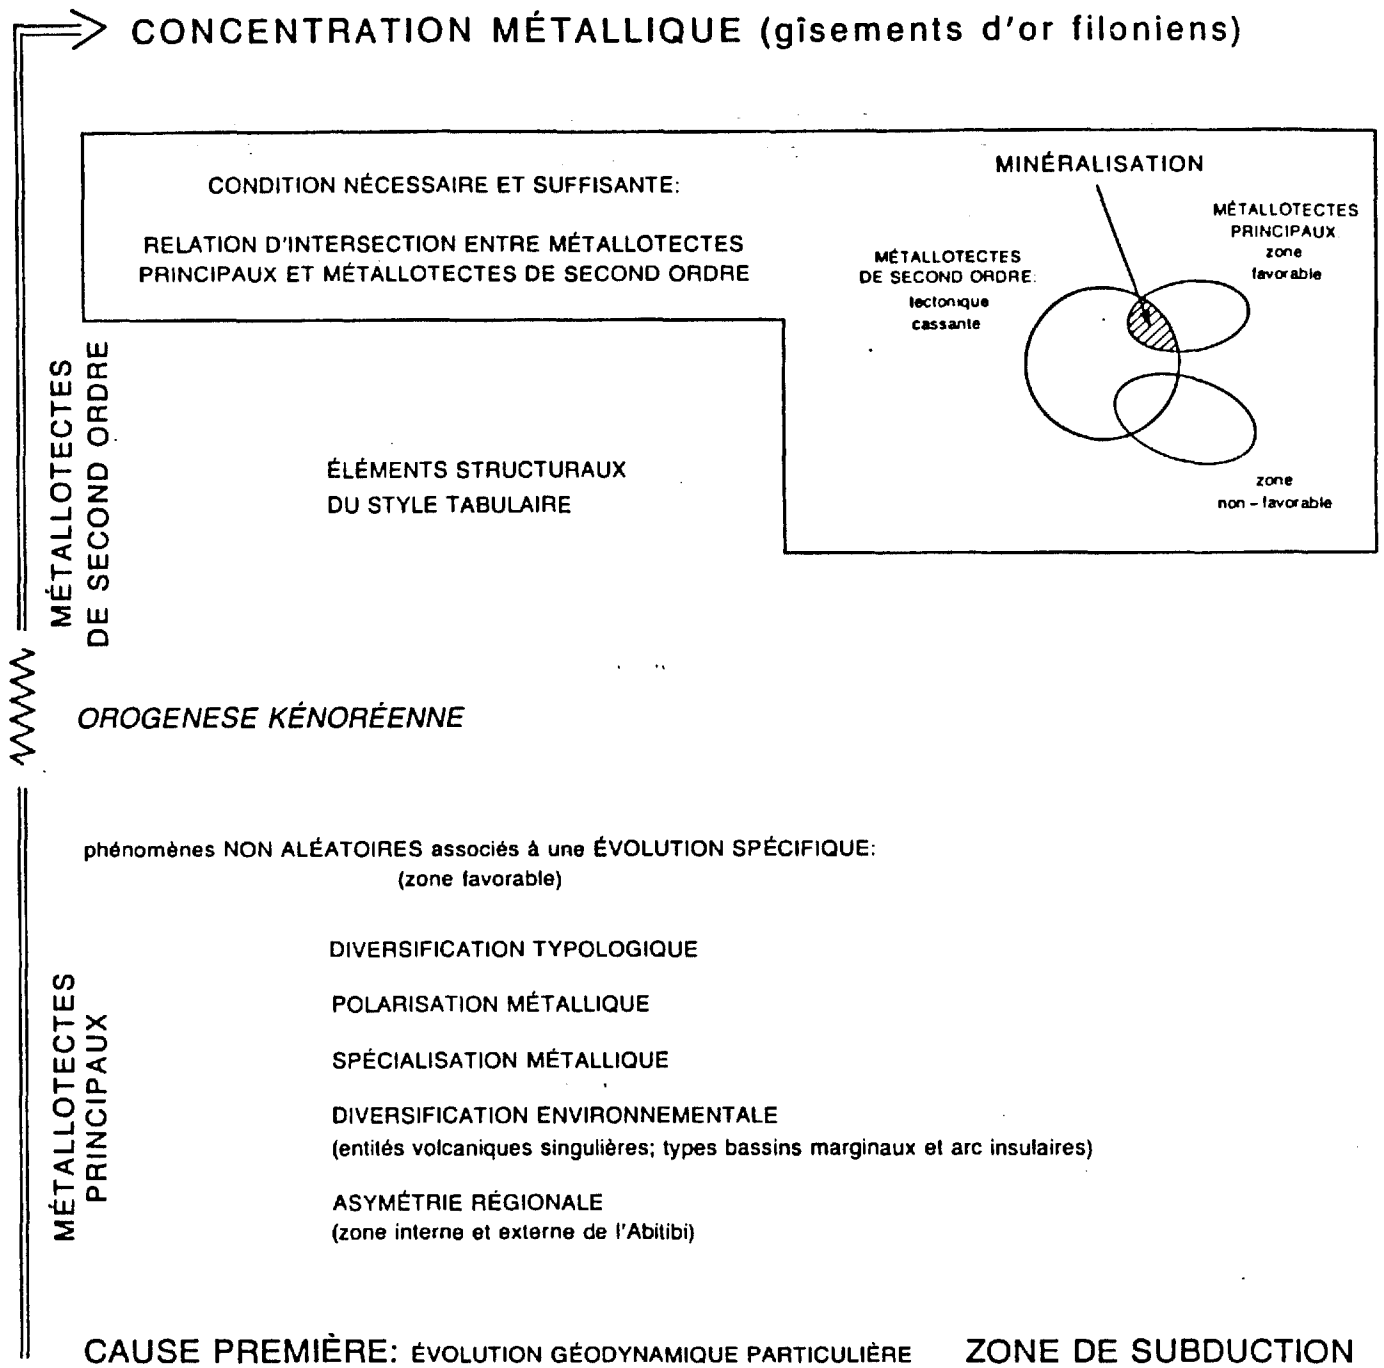 CONCENTRATION MÉTALLIQUE (gîsements d'or filoniens)
CONDITION NÉCESSAIRE ET SUFFISANTE:
RELATION D'INTERSECTION ENTRE MÉTALLOTECTES
PRINCIPAUX ET MÉTALLOTECTES DE SECOND ORDRE
MINÉRALISATION
MÉTALLOTECTES
PRINCIPAUX
zone
favorable
MÉTALLOTECTES
DE SECOND ORDRE:
tectonique
cassante
zone
non-favorable
MÉTALLOTECTES
DE SECOND ORDRE
ÉLÉMENTS STRUCTURAUX
DU STYLE TABULAIRE
OROGENESE KÉNORÉENNE
phénomènes NON ALÉATOIRES associés à une ÉVOLUTION SPÉCIFIQUE:
(zone favorable)
MÉTALLOTECTES
PRINCIPAUX
DIVERSIFICATION TYPOLOGIQUE
POLARISATION MÉTALLIQUE
SPÉCIALISATION MÉTALLIQUE
DIVERSIFICATION ENVIRONNEMENTALE
(entités volcaniques singulières; types bassins marginaux et arc insulaires)
ASYMÉTRIE RÉGIONALE
(zone interne et externe de l'Abitibi)
CAUSE PREMIÈRE: ÉVOLUTION GÉODYNAMIQUE PARTICULIÈRE ZONE DE SUBDUCTION